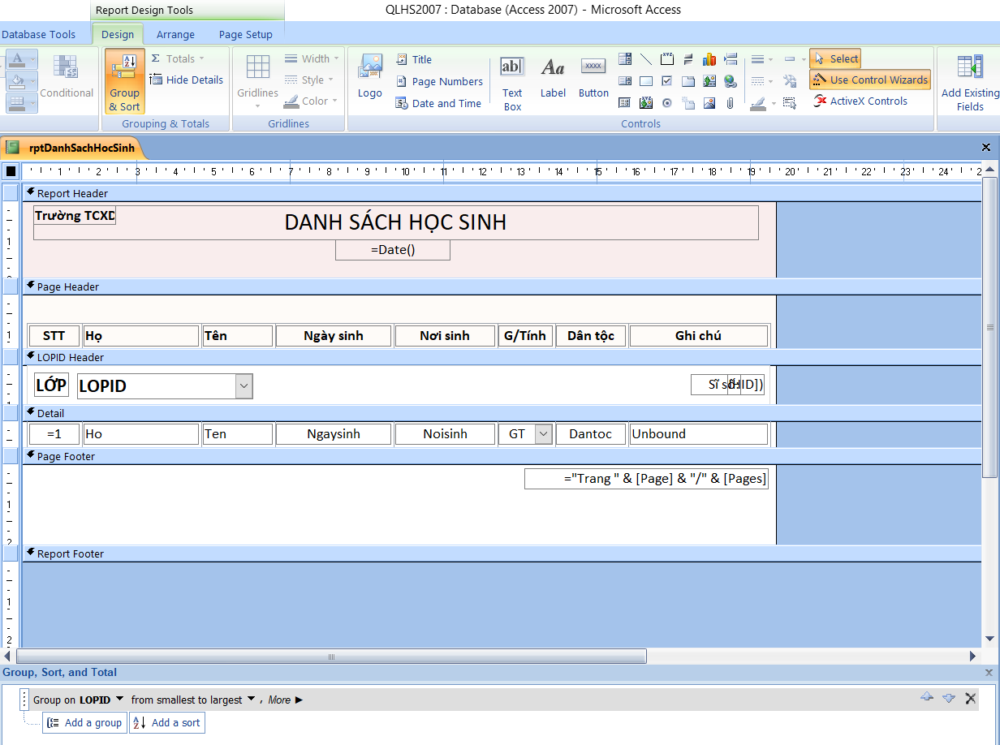 Report Design Tools
QLHS2007 : Database (Access 2007) - Microsoft Access
Database Tools
Design
Arrange
Page Setup
Conditional
Group & Sort
Σ Totals
Hide Details
Grouping & Totals
Gridlines
Width
Style
Color
Gridlines
Logo
Title
Page Numbers
Date and Time
ab|
Text Box
Aa
Label
XXXX
Button
Select
Use Control Wizards
ActiveX Controls
Controls
Add Existing Fields
rptDanhSachHocSinh
1 2 3 4 5 6 7 8 9 10 11 12 13 14 15 16 17 18 19 20 21 22 23 24
Report Header
Trường TCXD
DANH SÁCH HỌC SINH
=Date()
Page Header
STT Họ Tên Ngày sinh Nơi sinh G/Tính Dân tộc Ghi chú
LOPID Header
LỚP LOPID
Sĩ số ID])
Detail
=1 Ho Ten Ngaysinh Noisinh GT Dantoc Unbound
Page Footer
="Trang " & [Page] & "/" & [Pages]
Report Footer
Group, Sort, and Total
Group on LOPID from smallest to largest , More
Add a group
Add a sort